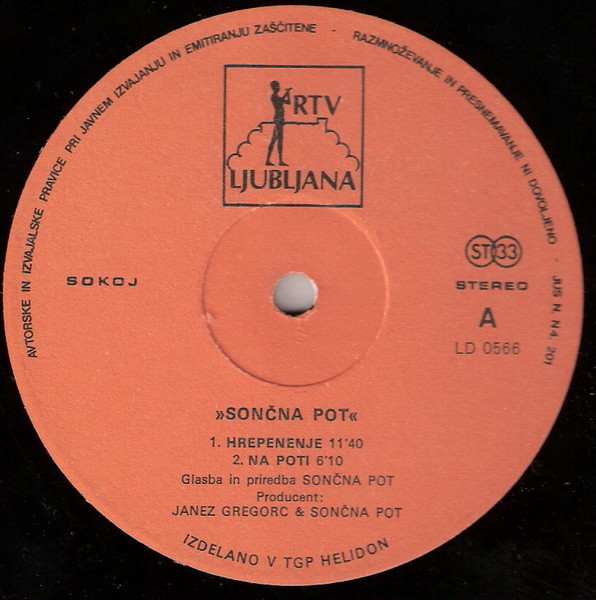 AVTORSKE IN IZVAJALSKE PRAVICE PRI JAVNEM IZVAJANJU IN EMITIRANJU ZAŠČITENE - RAZMNOŽEVANJE IN PRESNEMAVANJE NI DOVOLJENO - JUS N. N4. 201
RTV
LJUBLJANA
SOKOJ
ST 33
STEREO
A
LD 0566
»SONČNA POT«
1. HREPENENJE 11'40
2. NA POTI 6'10
Glasba in priredba SONČNA POT
Producent:
JANEZ GREGORC & SONČNA POT
IZDELANO V TGP HELIDON